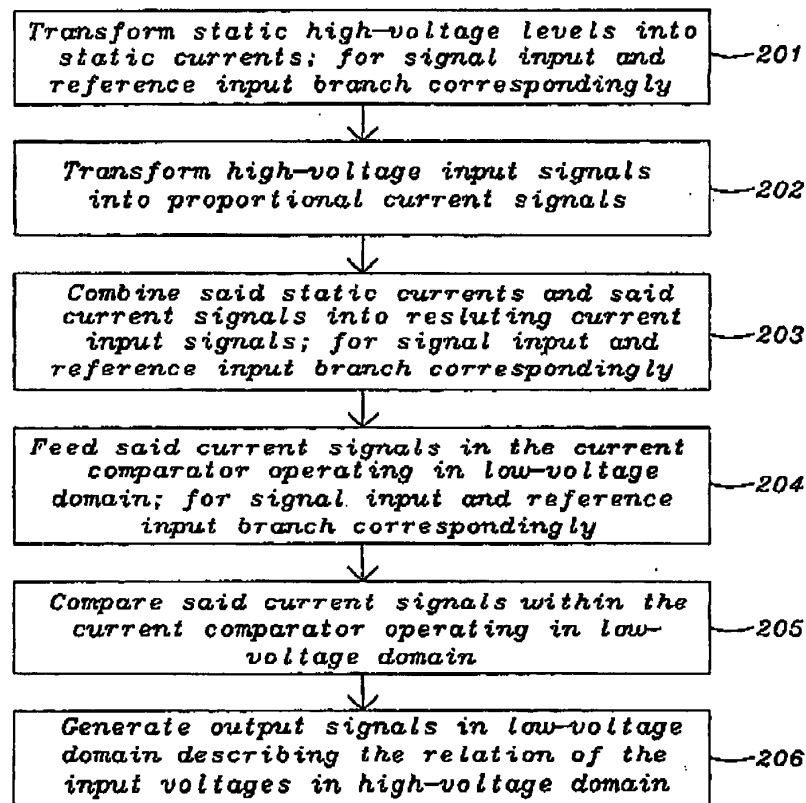 Transform static high-voltage levels into
static currents; for signal input and
reference input branch correspondingly
201
Transform high-voltage input signals
into proportional current signals
202
Combine said static currents and said
current signals into resluting current
input signals; for signal input and
reference input branch correspondingly
203
Feed said current signals in the current
comparator operating in low-voltage
domain; for signal input and reference
input branch correspondingly
204
Compare said current signals within the
current comparator operating in low-
voltage domain
205
Generate output signals in low-voltage
domain describing the relation of the
input voltages in high-voltage domain
206